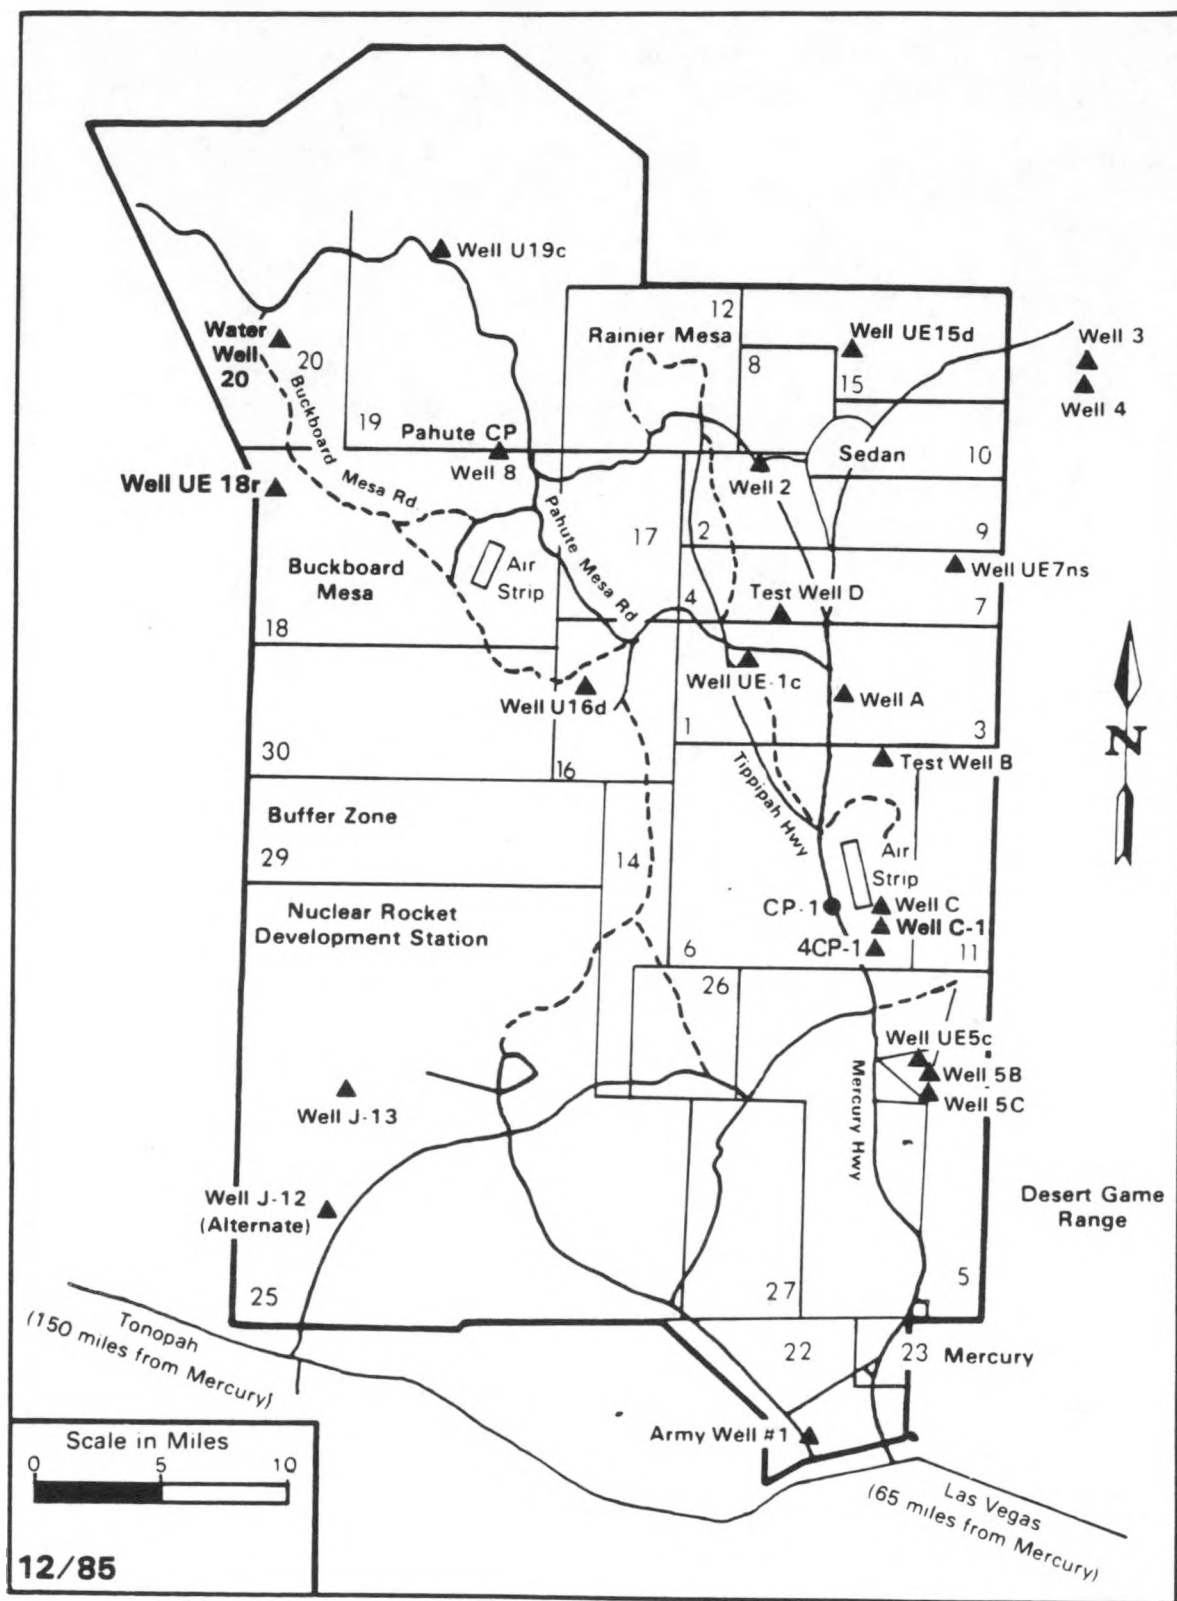 Well U19c
12
Rainier Mesa
Well UE15d
Well 3
Water
Well
20
20
8
15
Well 4
Buckboard
Mesa Rd.
19
Pahute CP
Well 8
Sedan
10
Well UE 18r
Well 2
17
2
9
Pahute Mesa Rd
Buckboard
Mesa
Air
Strip
Well UE7ns
Test Well D
4
7
18
Well UE-1c
Well U16d
Well A
N
1
3
30
16
Test Well B
Tippipah Hwy
Buffer Zone
29
14
Air
Strip
Nuclear Rocket
Development Station
CP-1
Well C
Well C-1
4CP-1
6
11
26
Well UE5c
Well 5B
Well 5C
Well J-13
Mercury Hwy
Well J-12
(Alternate)
Desert Game
Range
25
27
5
Tonopah
(150 miles from Mercury)
22
23
Mercury
Army Well #1
Scale in Miles
0 5 10
Las Vegas
(65 miles from Mercury)
12/85